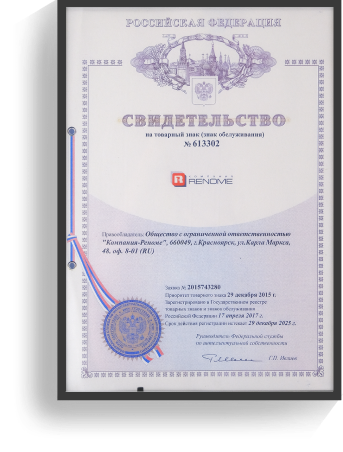 РОССИЙСКАЯ ФЕДЕРАЦИЯ
СВИДЕТЕЛЬСТВО
на товарный знак (знак обслуживания)
№ 613302
КОМПАНИЯ
RENOME
Правообладатель: Общество с ограниченной ответственностью
"Компания-Реноме", 660049, г.Красноярск, ул.Карла Маркса,
48, оф. 8-01 (RU)
Заявка № 2015743280
Приоритет товарного знака 29 декабря 2015 г.
Зарегистрировано в Государственном реестре
товарных знаков и знаков обслуживания
Российской Федерации 17 апреля 2017 г.
Срок действия регистрации истекает 29 декабря 2025 г.
Руководитель Федеральной службы
по интеллектуальной собственности
Г.П. Ивлиев